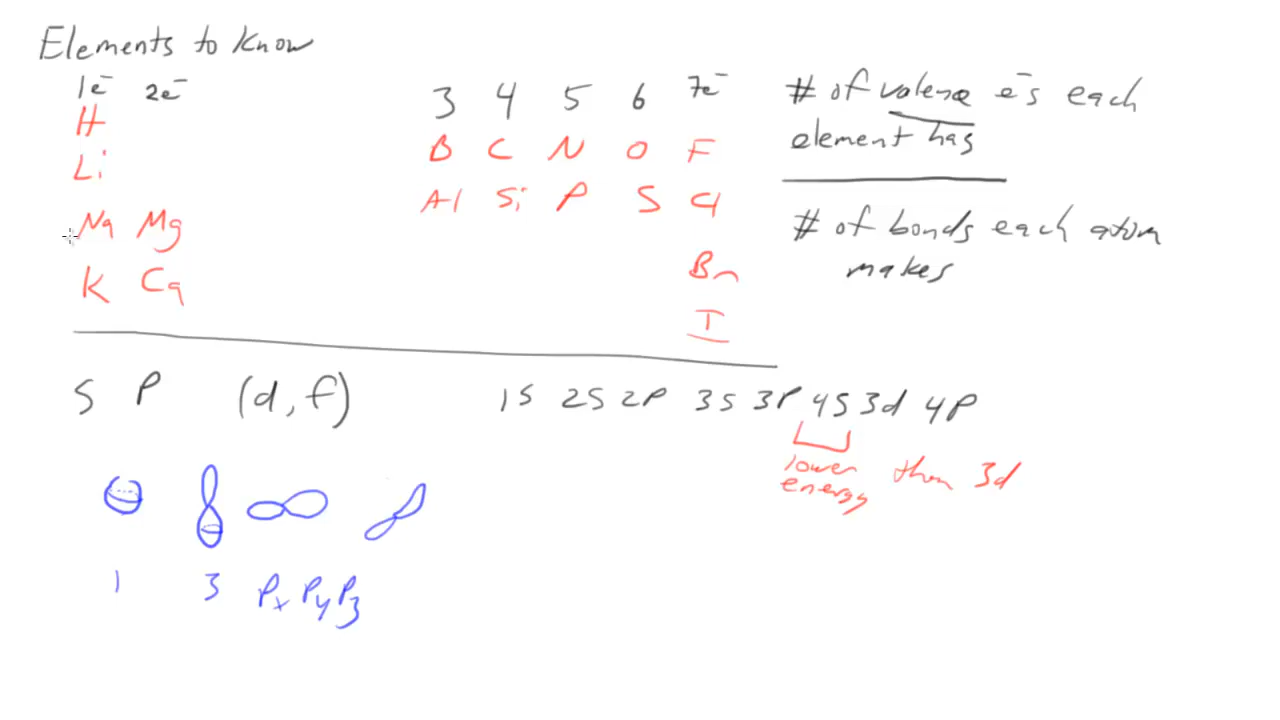 Elements to know
1e⁻ 2e⁻ 3 4 5 6 7e⁻
H
Li B C N O F
Na Mg Al Si P S Cl
K Ca Br
I
# of valence e⁻s each
element has
# of bonds each atom
makes
S P (d, f) 1S 2S 2P 3S 3P 4S 3d 4P
lower than 3d
energy
1 3 Px Py Pz